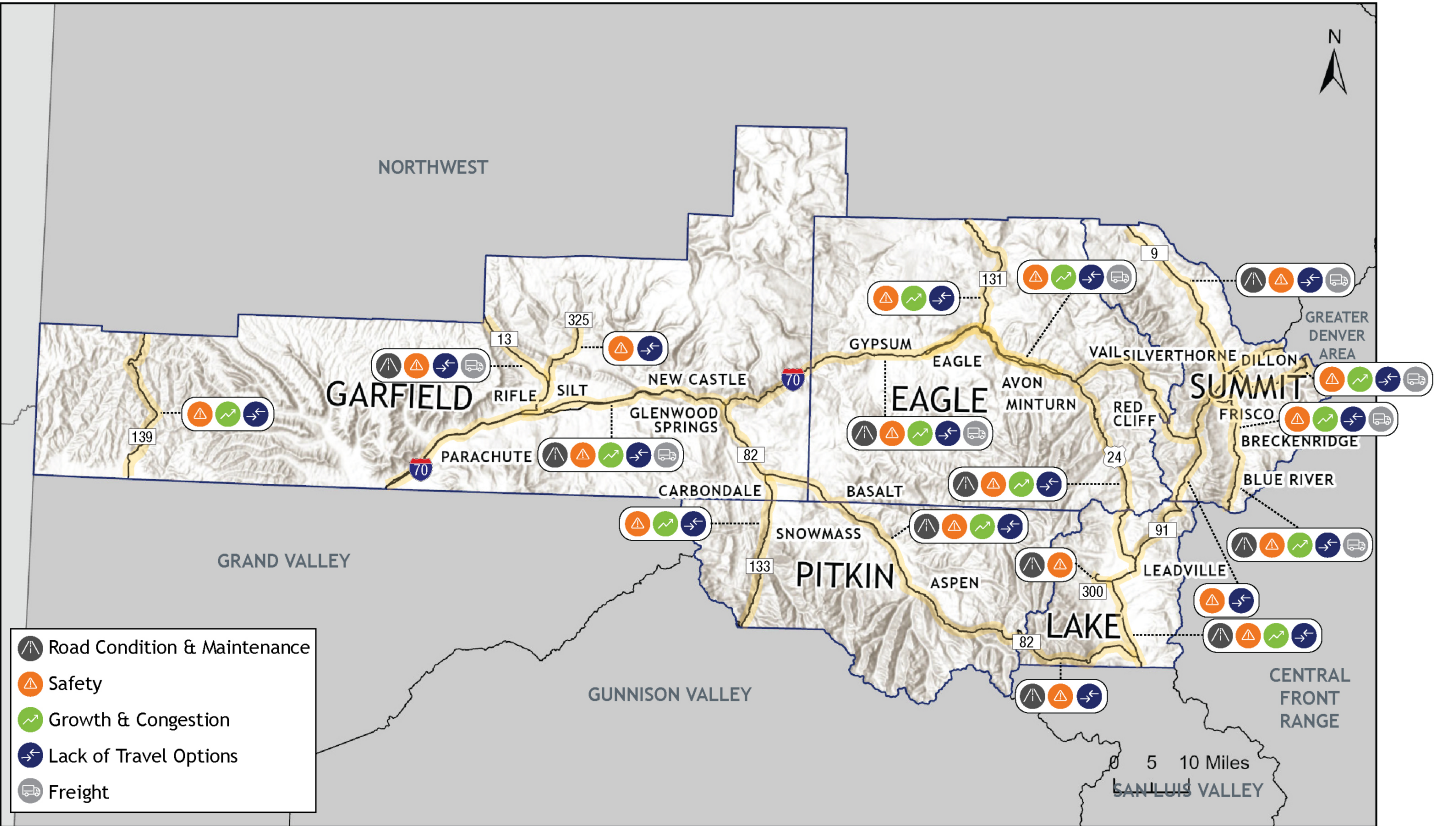 N
NORTHWEST
9
131
GREATER
DENVER
AREA
325
13
GYPSUM
EAGLE
VAIL
SILVERTHORNE
DILLON
70
NEW CASTLE
SILT
RIFLE
GARFIELD
EAGLE
AVON
MINTURN
SUMMIT
RED
CLIFF
FRISCO
BRECKENRIDGE
GLENWOOD
SPRINGS
139
PARACHUTE
70
82
24
CARBONDALE
BASALT
BLUE RIVER
SNOWMASS
91
GRAND VALLEY
133
PITKIN
ASPEN
LEADVILLE
300
LAKE
82
Road Condition & Maintenance
Safety
Growth & Congestion
Lack of Travel Options
Freight
GUNNISON VALLEY
CENTRAL
FRONT
RANGE
0 5 10 Miles
SAN LUIS VALLEY